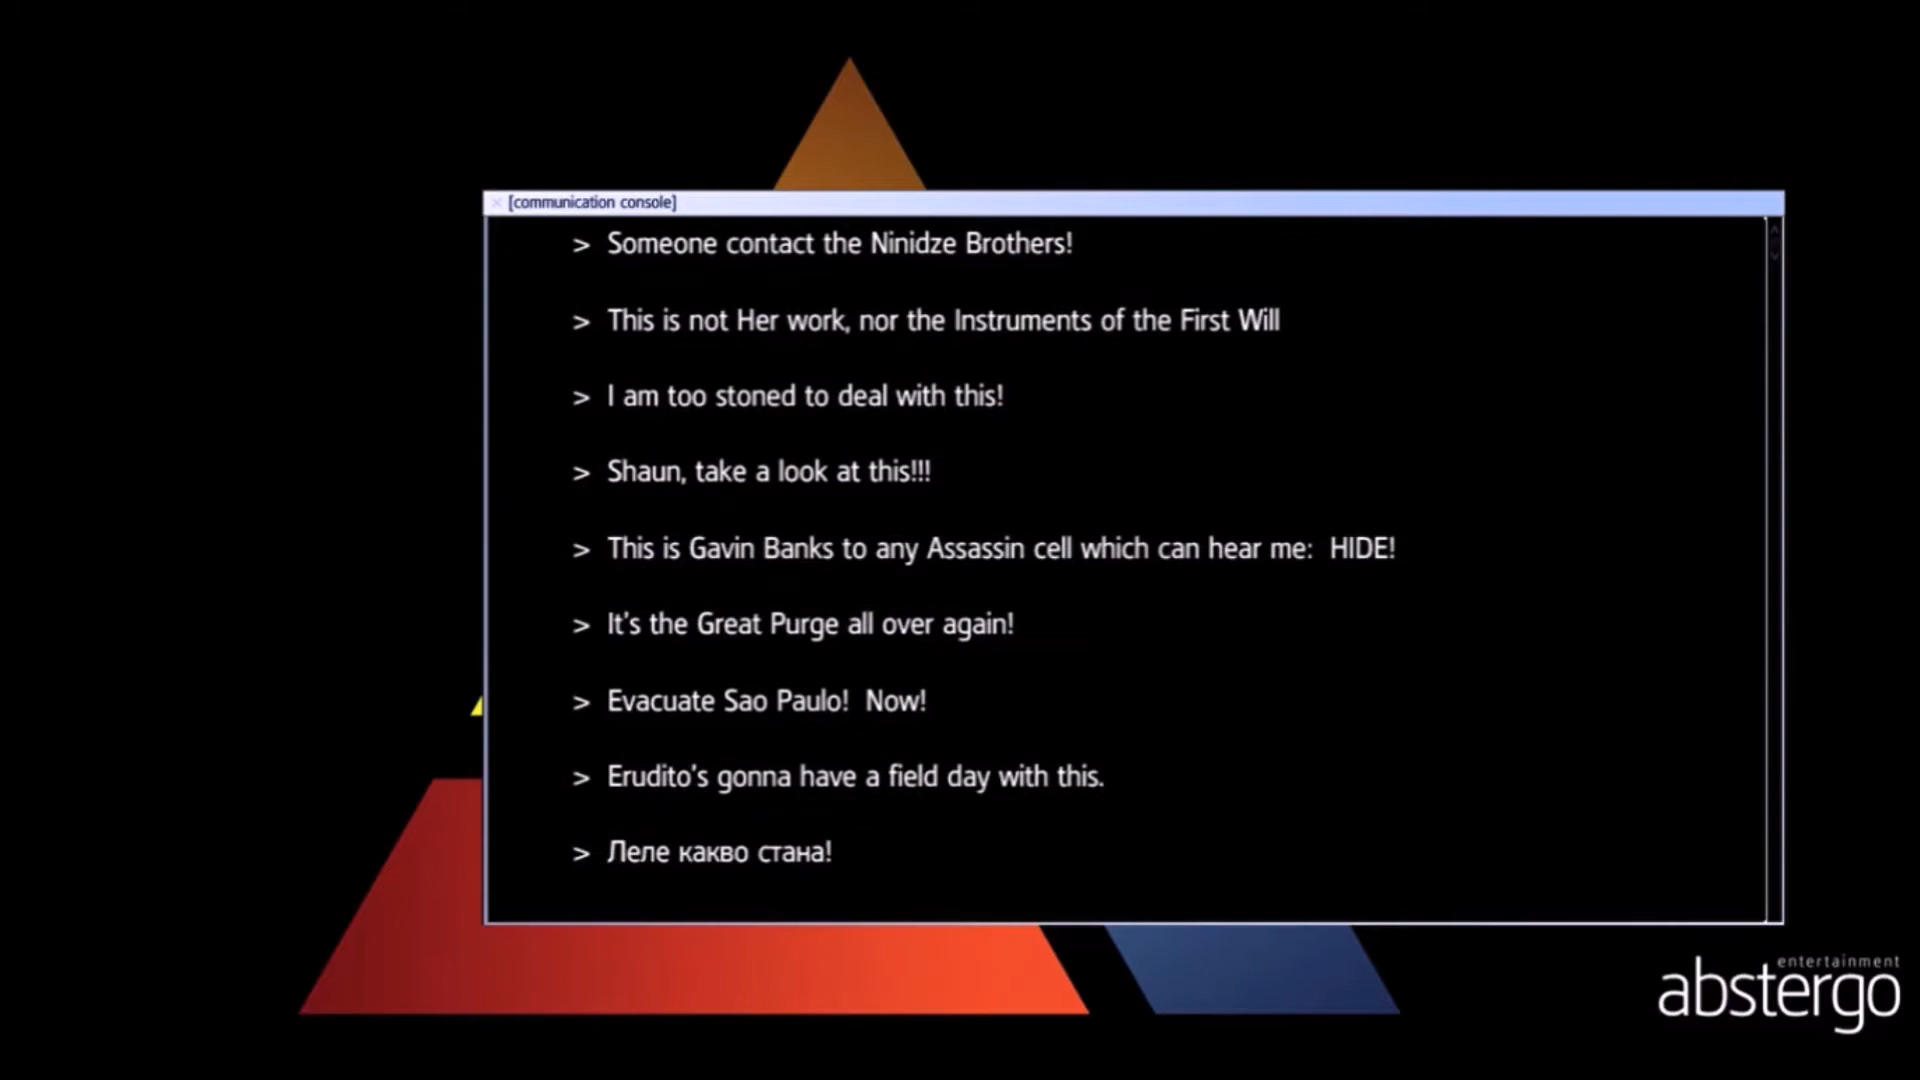 [communication console]
> Someone contact the Ninidze Brothers!
> This is not Her work, nor the Instruments of the First Will
> I am too stoned to deal with this!
> Shaun, take a look at this!!!
> This is Gavin Banks to any Assassin cell which can hear me:  HIDE!
> It's the Great Purge all over again!
> Evacuate Sao Paulo!  Now!
> Erudito's gonna have a field day with this.
> Леле какво стана!
entertainment
abstergo